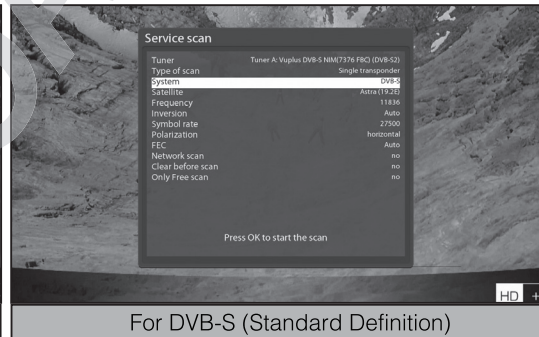 Service scan
Tuner Tuner A: Vuplus DVB-S NIM(7376 FBC) (DVB-S2)
Type of scan Single transponder
System DVB-S
Satellite Astra (19.2E)
Frequency 11836
Inversion Auto
Symbol rate 27500
Polarization horizontal
FEC Auto
Network scan no
Clear before scan no
Only Free scan no
Press OK to start the scan
HD +
For DVB-S (Standard Definition)